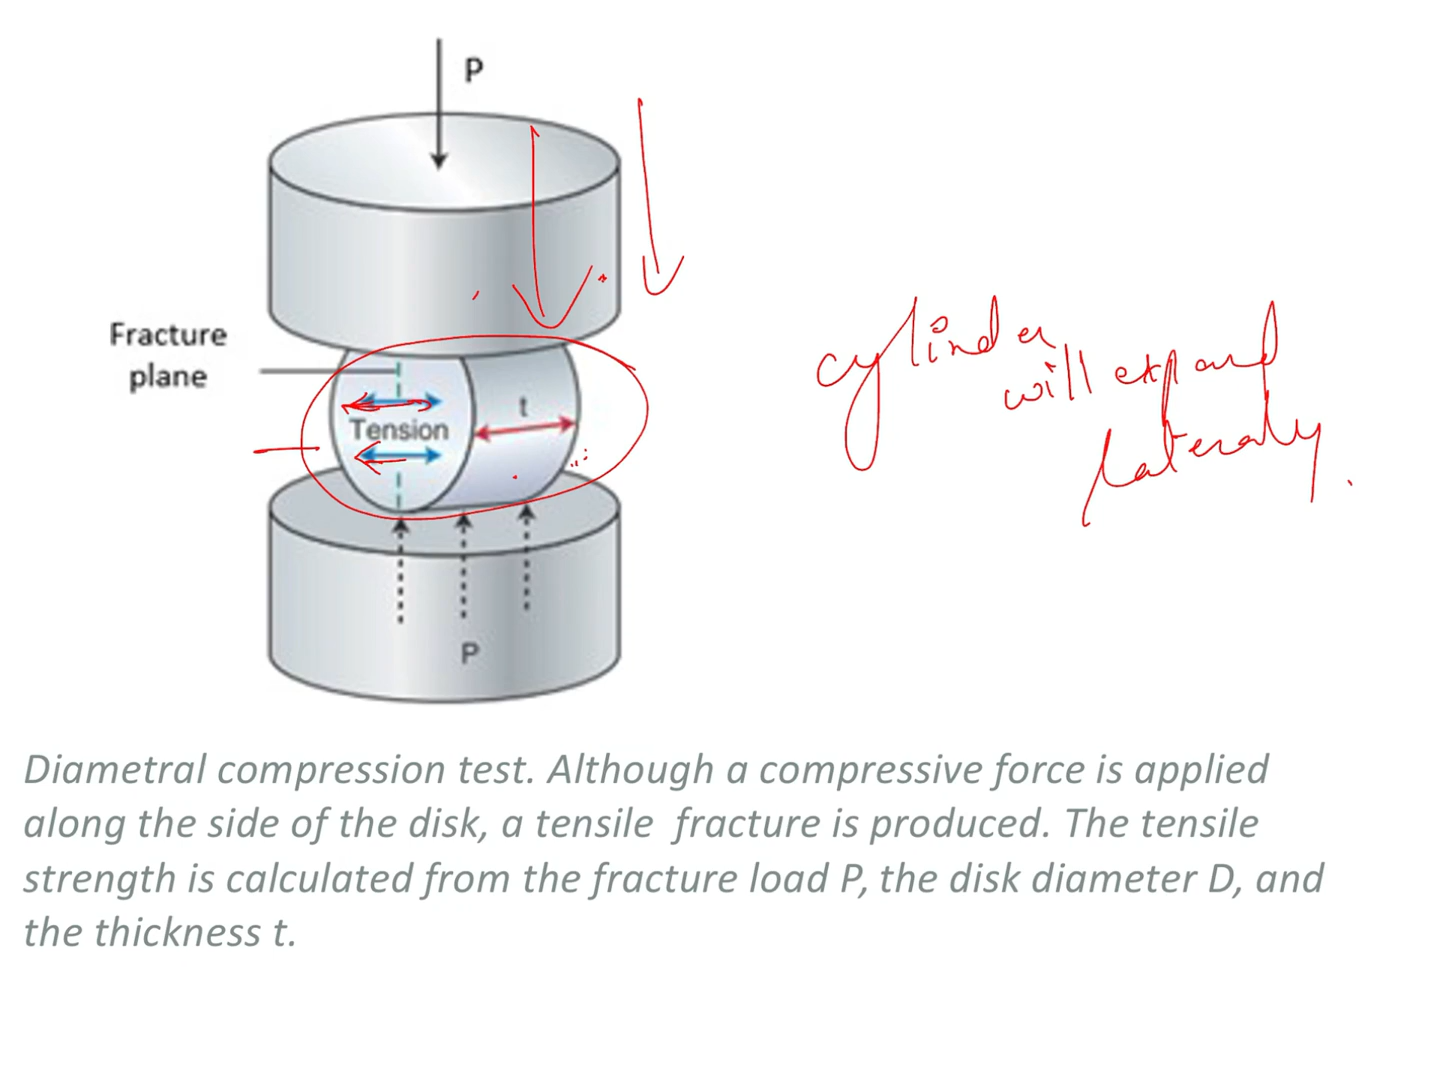 P
Fracture
plane
t
Tension
P
cylinder
will expand
lateraly.
Diametral compression test. Although a compressive force is applied
along the side of the disk, a tensile fracture is produced. The tensile
strength is calculated from the fracture load P, the disk diameter D, and
the thickness t.